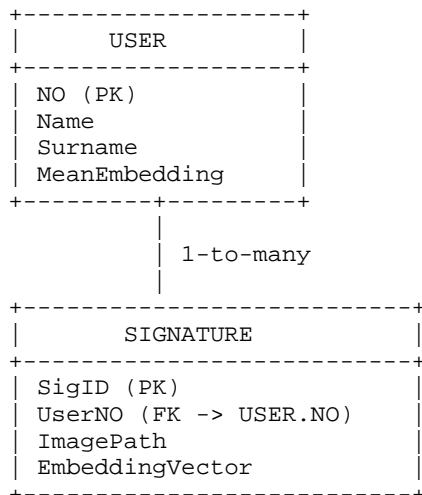 +-------------------+
|      USER         |
+-------------------+
| NO (PK)           |
| Name              |
| Surname           |
| MeanEmbedding     |
+---------+---------+
          |
          | 1-to-many
          |
+---------------------------+
|       SIGNATURE           |
+---------------------------+
| SigID (PK)                |
| UserNO (FK -> USER.NO)    |
| ImagePath                 |
| EmbeddingVector           |
+---------------------------+